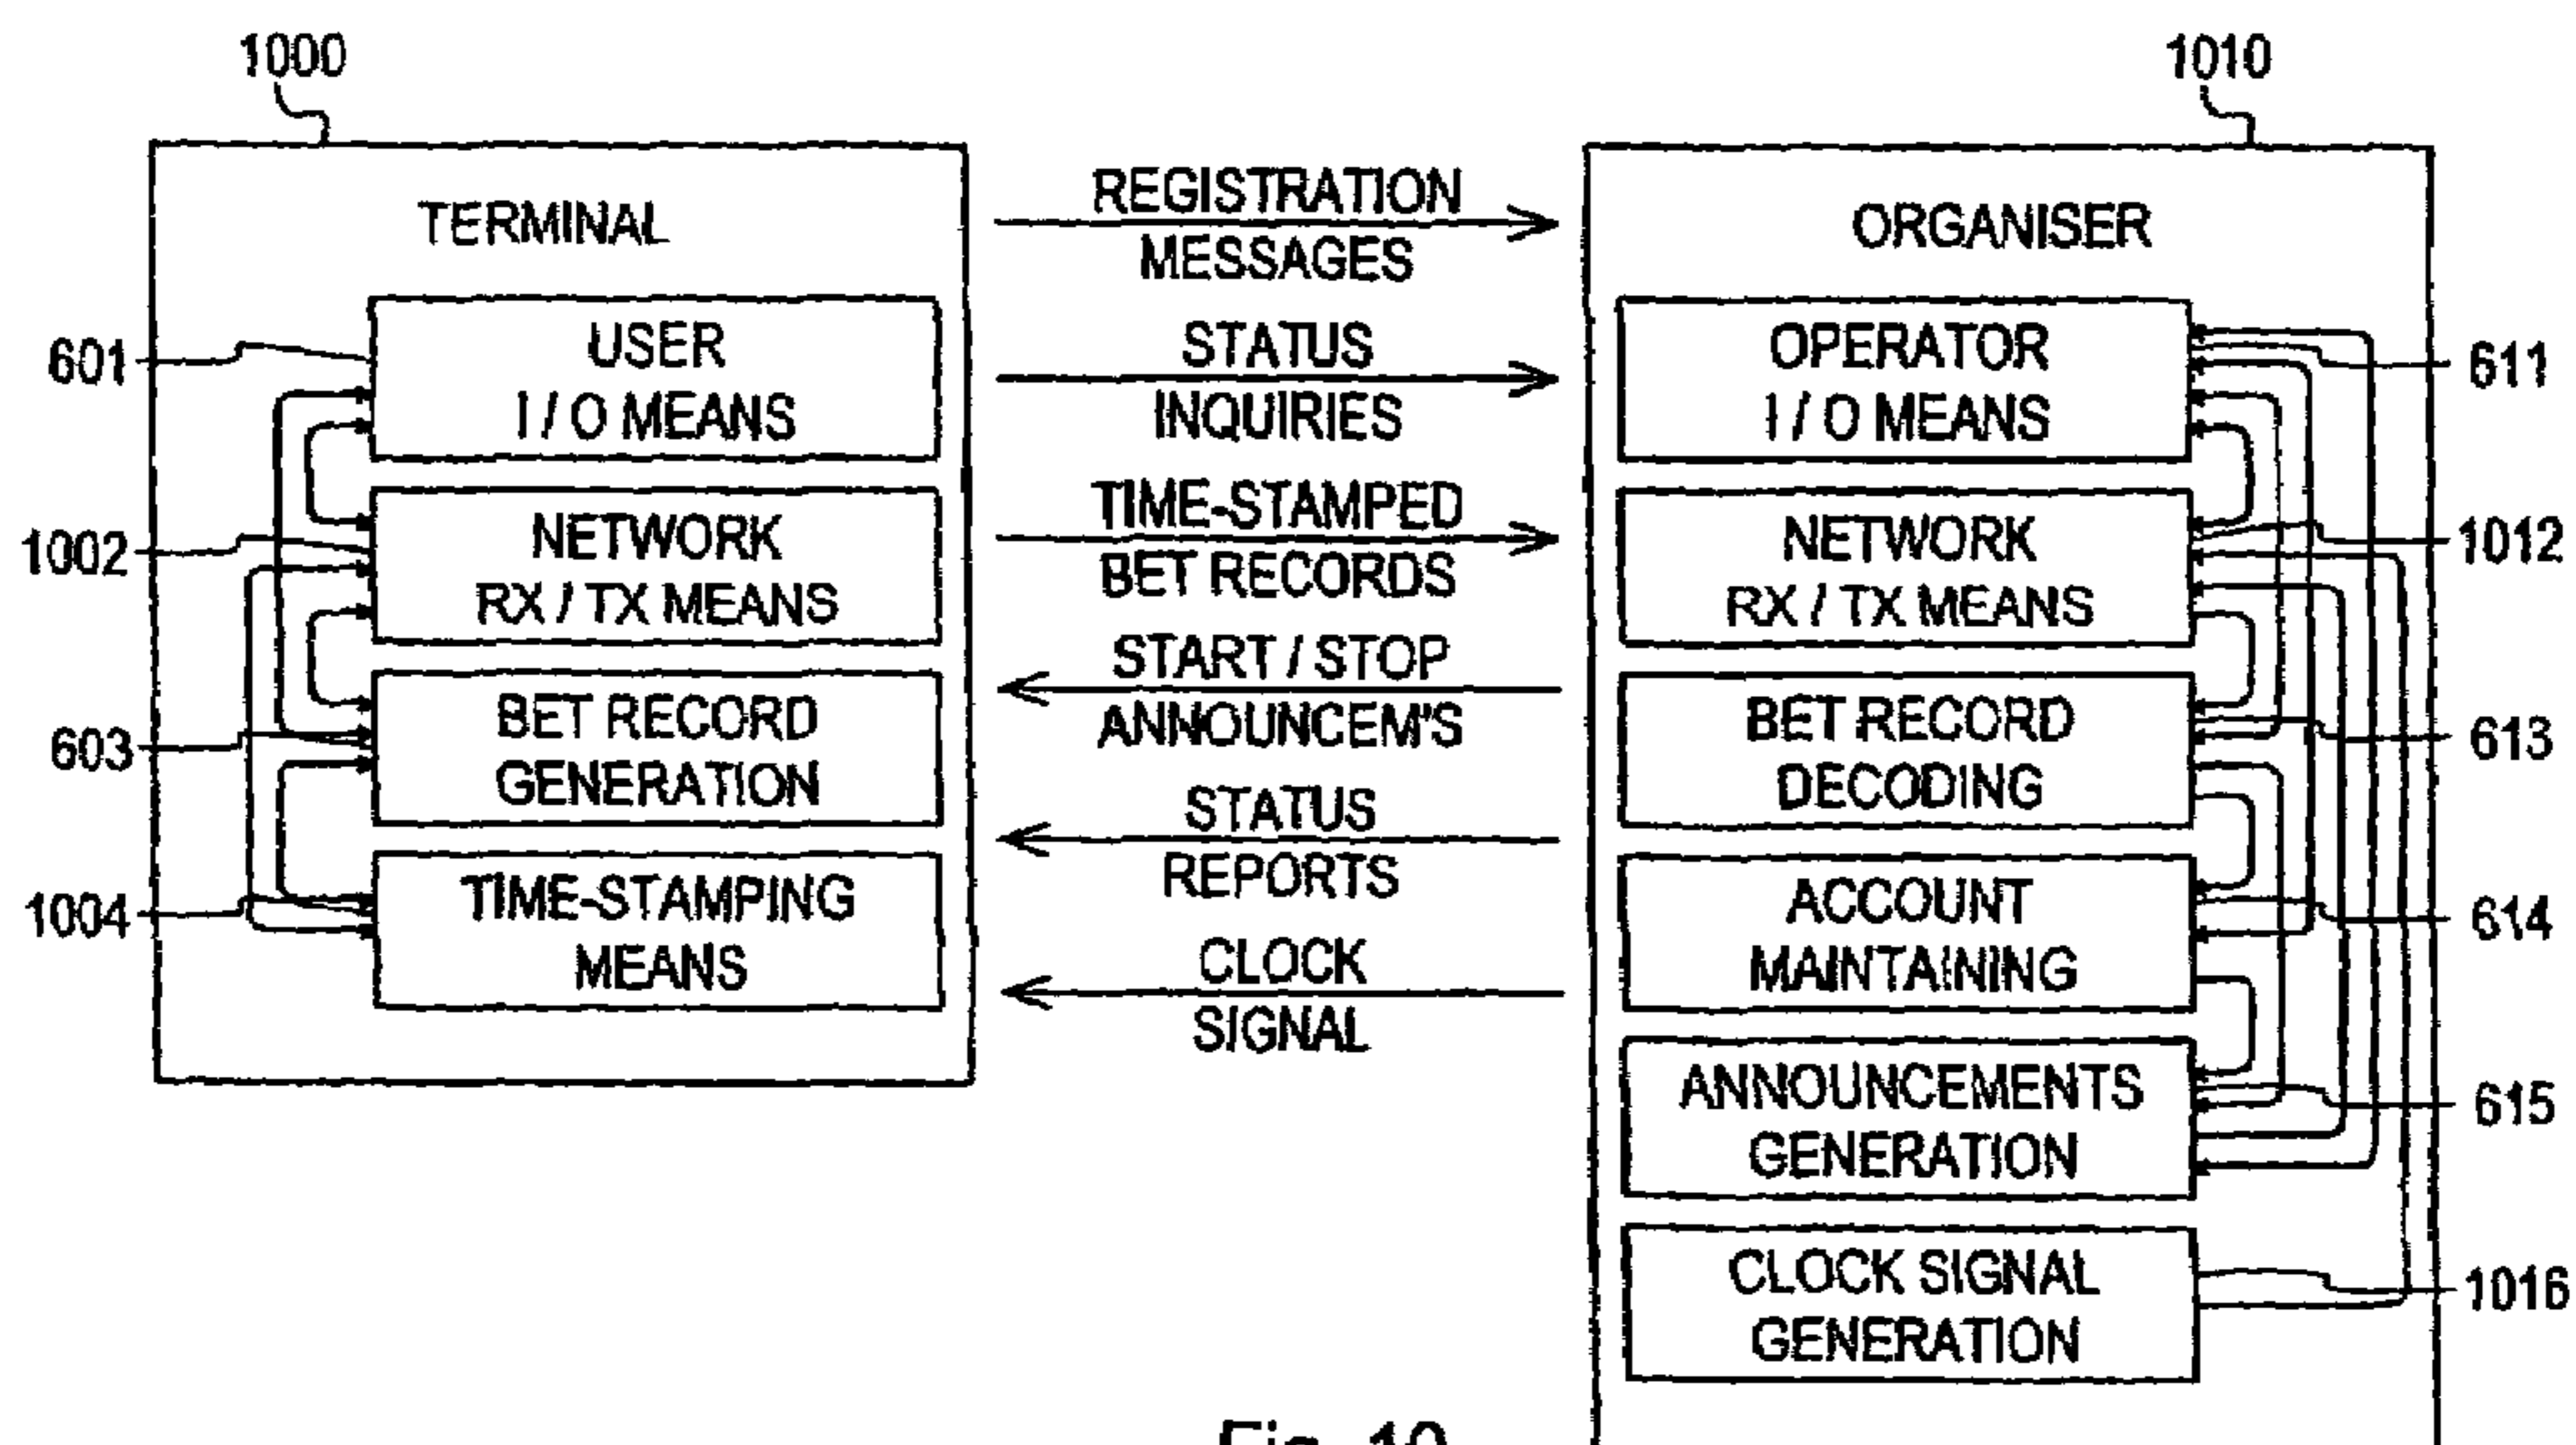 1000
1010
TERMINAL
601
USER
I / O MEANS
1002
NETWORK
RX / TX MEANS
603
BET RECORD
GENERATION
1004
TIME-STAMPING
MEANS
REGISTRATION
MESSAGES
STATUS
INQUIRIES
TIME-STAMPED
BET RECORDS
START / STOP
ANNOUNCEM'S
STATUS
REPORTS
CLOCK
SIGNAL
ORGANISER
OPERATOR
I / O MEANS
611
NETWORK
RX / TX MEANS
1012
BET RECORD
DECODING
613
ACCOUNT
MAINTAINING
614
ANNOUNCEMENTS
GENERATION
615
CLOCK SIGNAL
GENERATION
1016
Fig. 10